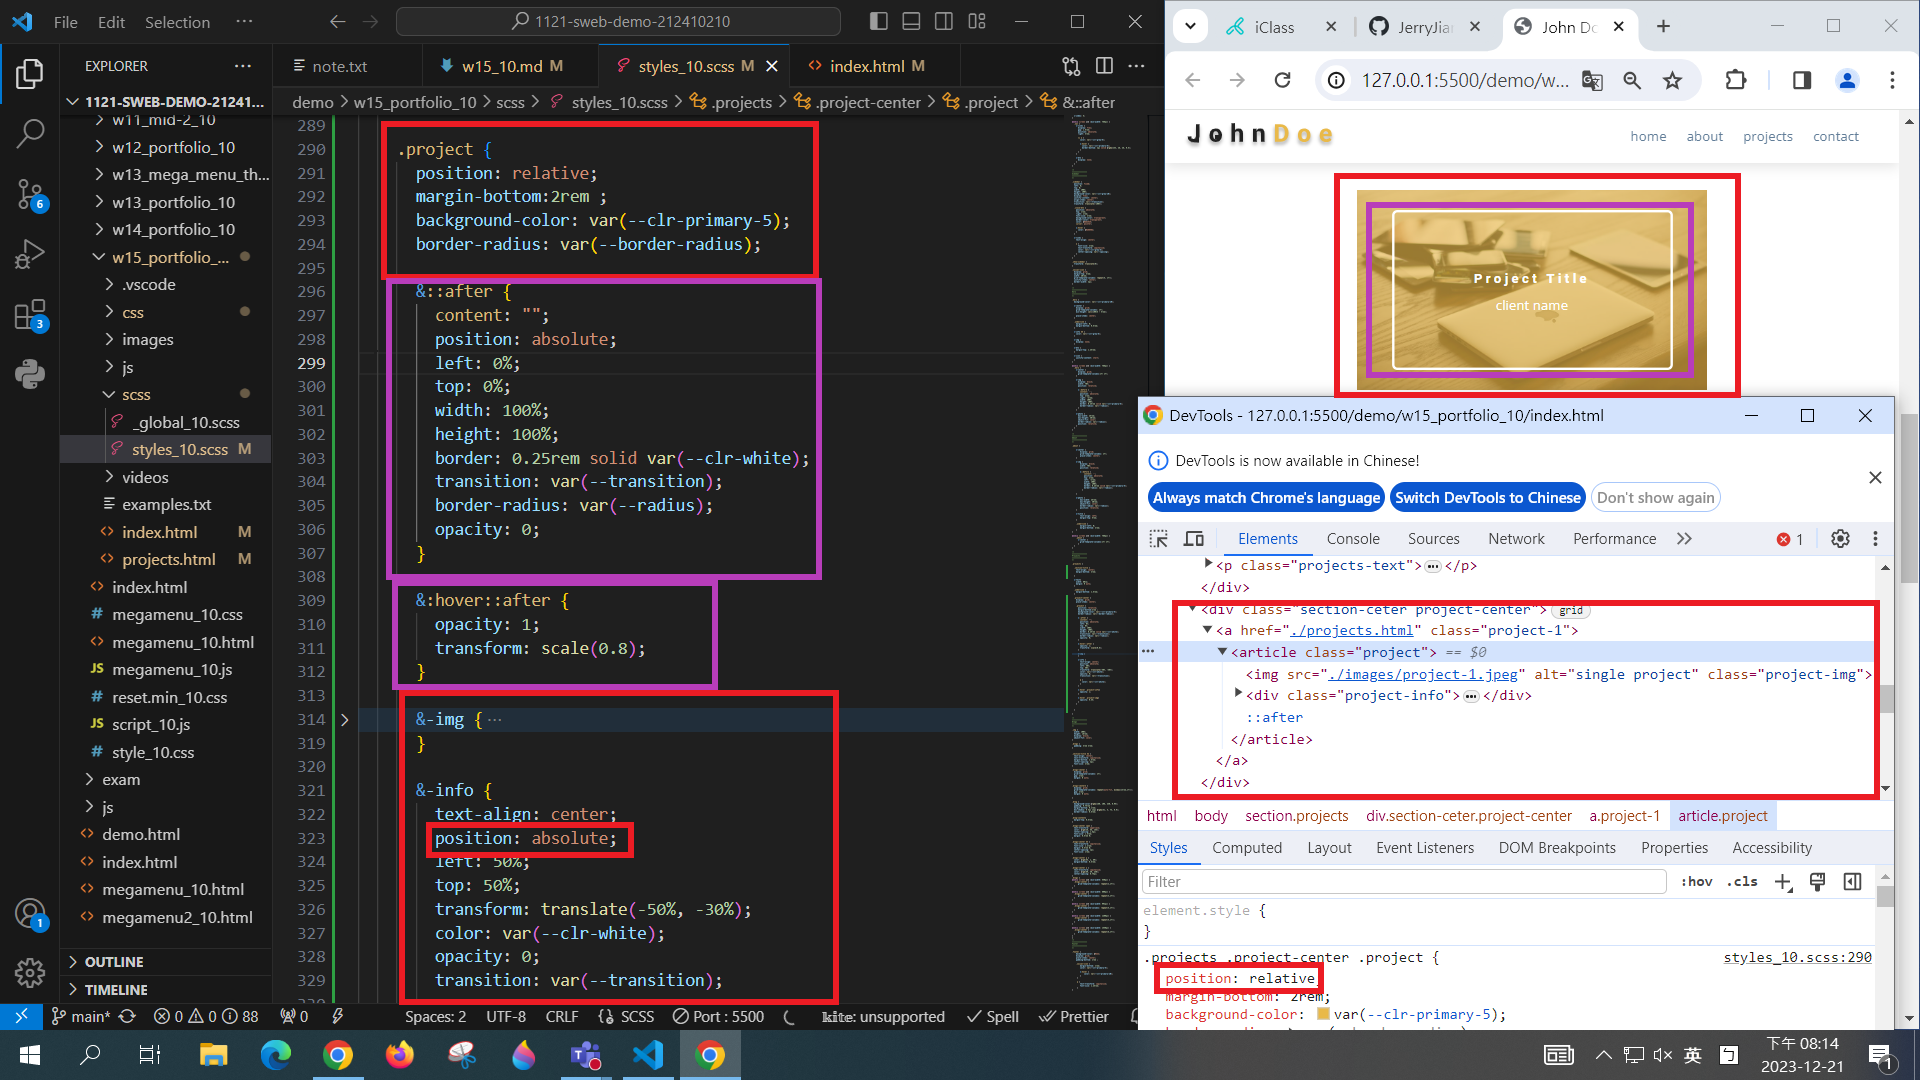 File Edit Selection ···
1121-sweb-demo-212410210
EXPLORER ···
1121-SWEB-DEMO-21241...
w11_mid-2_10
w12_portfolio_10
w13_mega_menu_th...
w13_portfolio_10
w14_portfolio_10
w15_portfolio_...
.vscode
css
images
js
scss
_global_10.scss
styles_10.scss M
videos
examples.txt
index.html M
projects.html M
index.html
megamenu_10.css
megamenu_10.html
megamenu_10.js
reset.min_10.css
script_10.js
style_10.css
exam
js
demo.html
index.html
megamenu_10.html
megamenu2_10.html
OUTLINE
TIMELINE
6
3
1
note.txt
w15_10.md M
styles_10.scss M
index.html M
demo > w15_portfolio_10 > scss > styles_10.scss > .projects > .project-center > .project > &::after
289
290 .project {
291 position: relative;
292 margin-bottom:2rem ;
293 background-color: var(--clr-primary-5);
294 border-radius: var(--border-radius);
295
296 &::after {
297 content: "";
298 position: absolute;
299 left: 0%;
300 top: 0%;
301 width: 100%;
302 height: 100%;
303 border: 0.25rem solid var(--clr-white);
304 transition: var(--transition);
305 border-radius: var(--radius);
306 opacity: 0;
307 }
308
309 &:hover::after {
310 opacity: 1;
311 transform: scale(0.8);
312 }
313
314 &-img { ···
319 }
320
321 &-info {
322 text-align: center;
323 position: absolute;
324 left: 50%;
325 top: 50%;
326 transform: translate(-50%, -30%);
327 color: var(--clr-white);
328 opacity: 0;
329 transition: var(--transition);
main* 0 0 88 0 Spaces: 2 UTF-8 CRLF SCSS Port : 5500 kite: unsupported Spell Prettier
iClass
JerryJia
John Do
127.0.0.1:5500/demo/w...
JohnDoe
home about projects contact
Project Title
client name
DevTools - 127.0.0.1:5500/demo/w15_portfolio_10/index.html
DevTools is now available in Chinese!
Always match Chrome's language
Switch DevTools to Chinese
Don't show again
Elements Console Sources Network Performance 1
<p class="projects-text"> ··· </p>
</div>
<div class="section-ceter project-center"> grid
<a href="./projects.html" class="project-1">
··· <article class="project"> == $0
<img src="./images/project-1.jpeg" alt="single project" class="project-img">
<div class="project-info"> ··· </div>
::after
</article>
</a>
</div>
html body section.projects div.section-ceter.project-center a.project-1 article.project
Styles Computed Layout Event Listeners DOM Breakpoints Properties Accessibility
Filter :hov .cls
element.style {
}
.projects .project-center .project { styles_10.scss:290
position: relative
margin-bottom: 2rem;
background-color: var(--clr-primary-5);
英
下午 08:14
2023-12-21
1